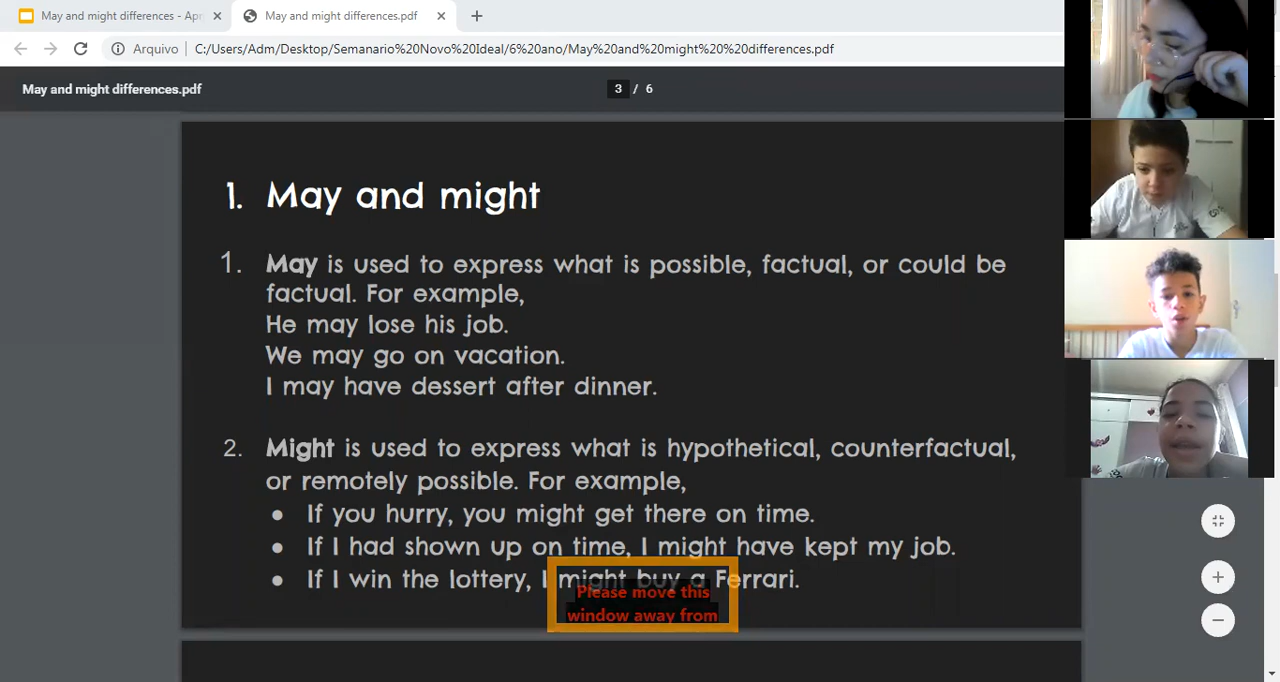 May and might differences - Apr
May and might differences.pdf
Arquivo
C:/Users/Adm/Desktop/Semanario%20Novo%20Ideal/6%20ano/May%20and%20might%20%20differences.pdf
May and might differences.pdf
3 / 6
1. May and might
1. May is used to express what is possible, factual, or could be
factual. For example,
He may lose his job.
We may go on vacation.
I may have dessert after dinner.
2. Might is used to express what is hypothetical, counterfactual,
or remotely possible. For example,
● If you hurry, you might get there on time.
● If I had shown up on time, I might have kept my job.
● If I win the lottery, I might buy a Ferrari.
Please move this
window away from